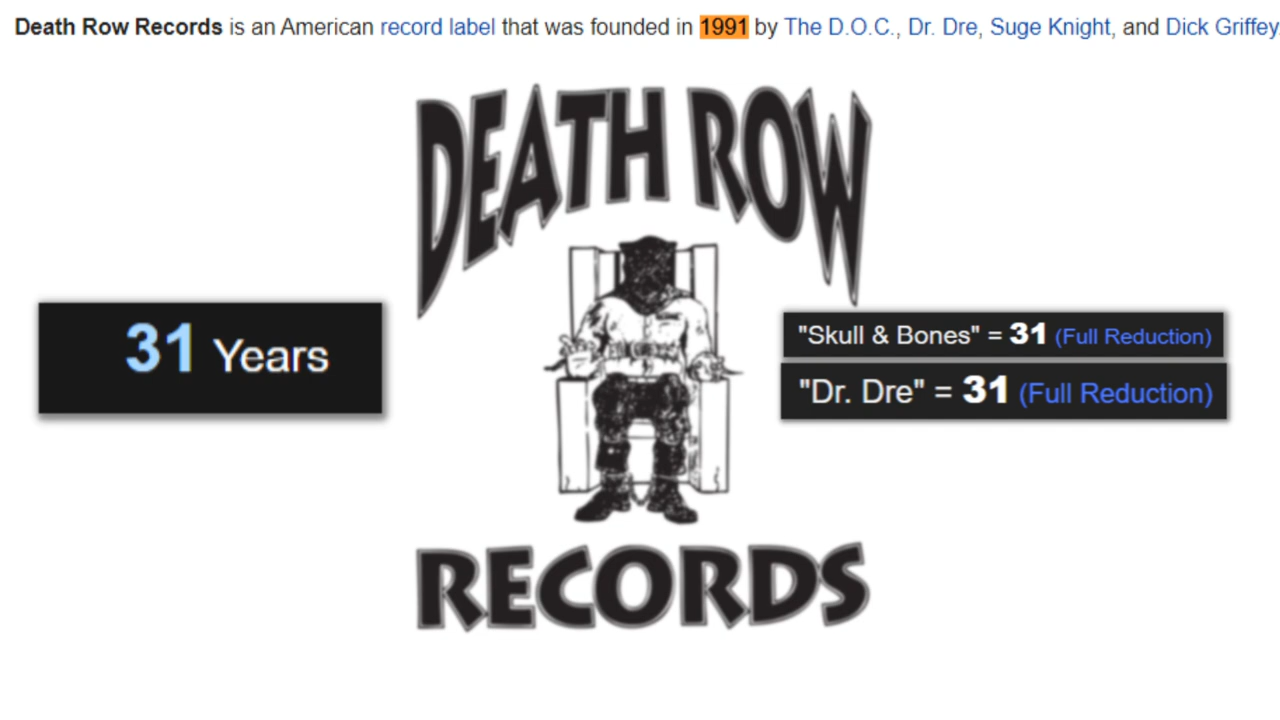 Death Row Records is an American record label that was founded in 1991 by The D.O.C., Dr. Dre, Suge Knight, and Dick Griffey.
DEATH ROW
31 Years
"Skull & Bones" = 31 (Full Reduction)
"Dr. Dre" = 31 (Full Reduction)
RECORDS